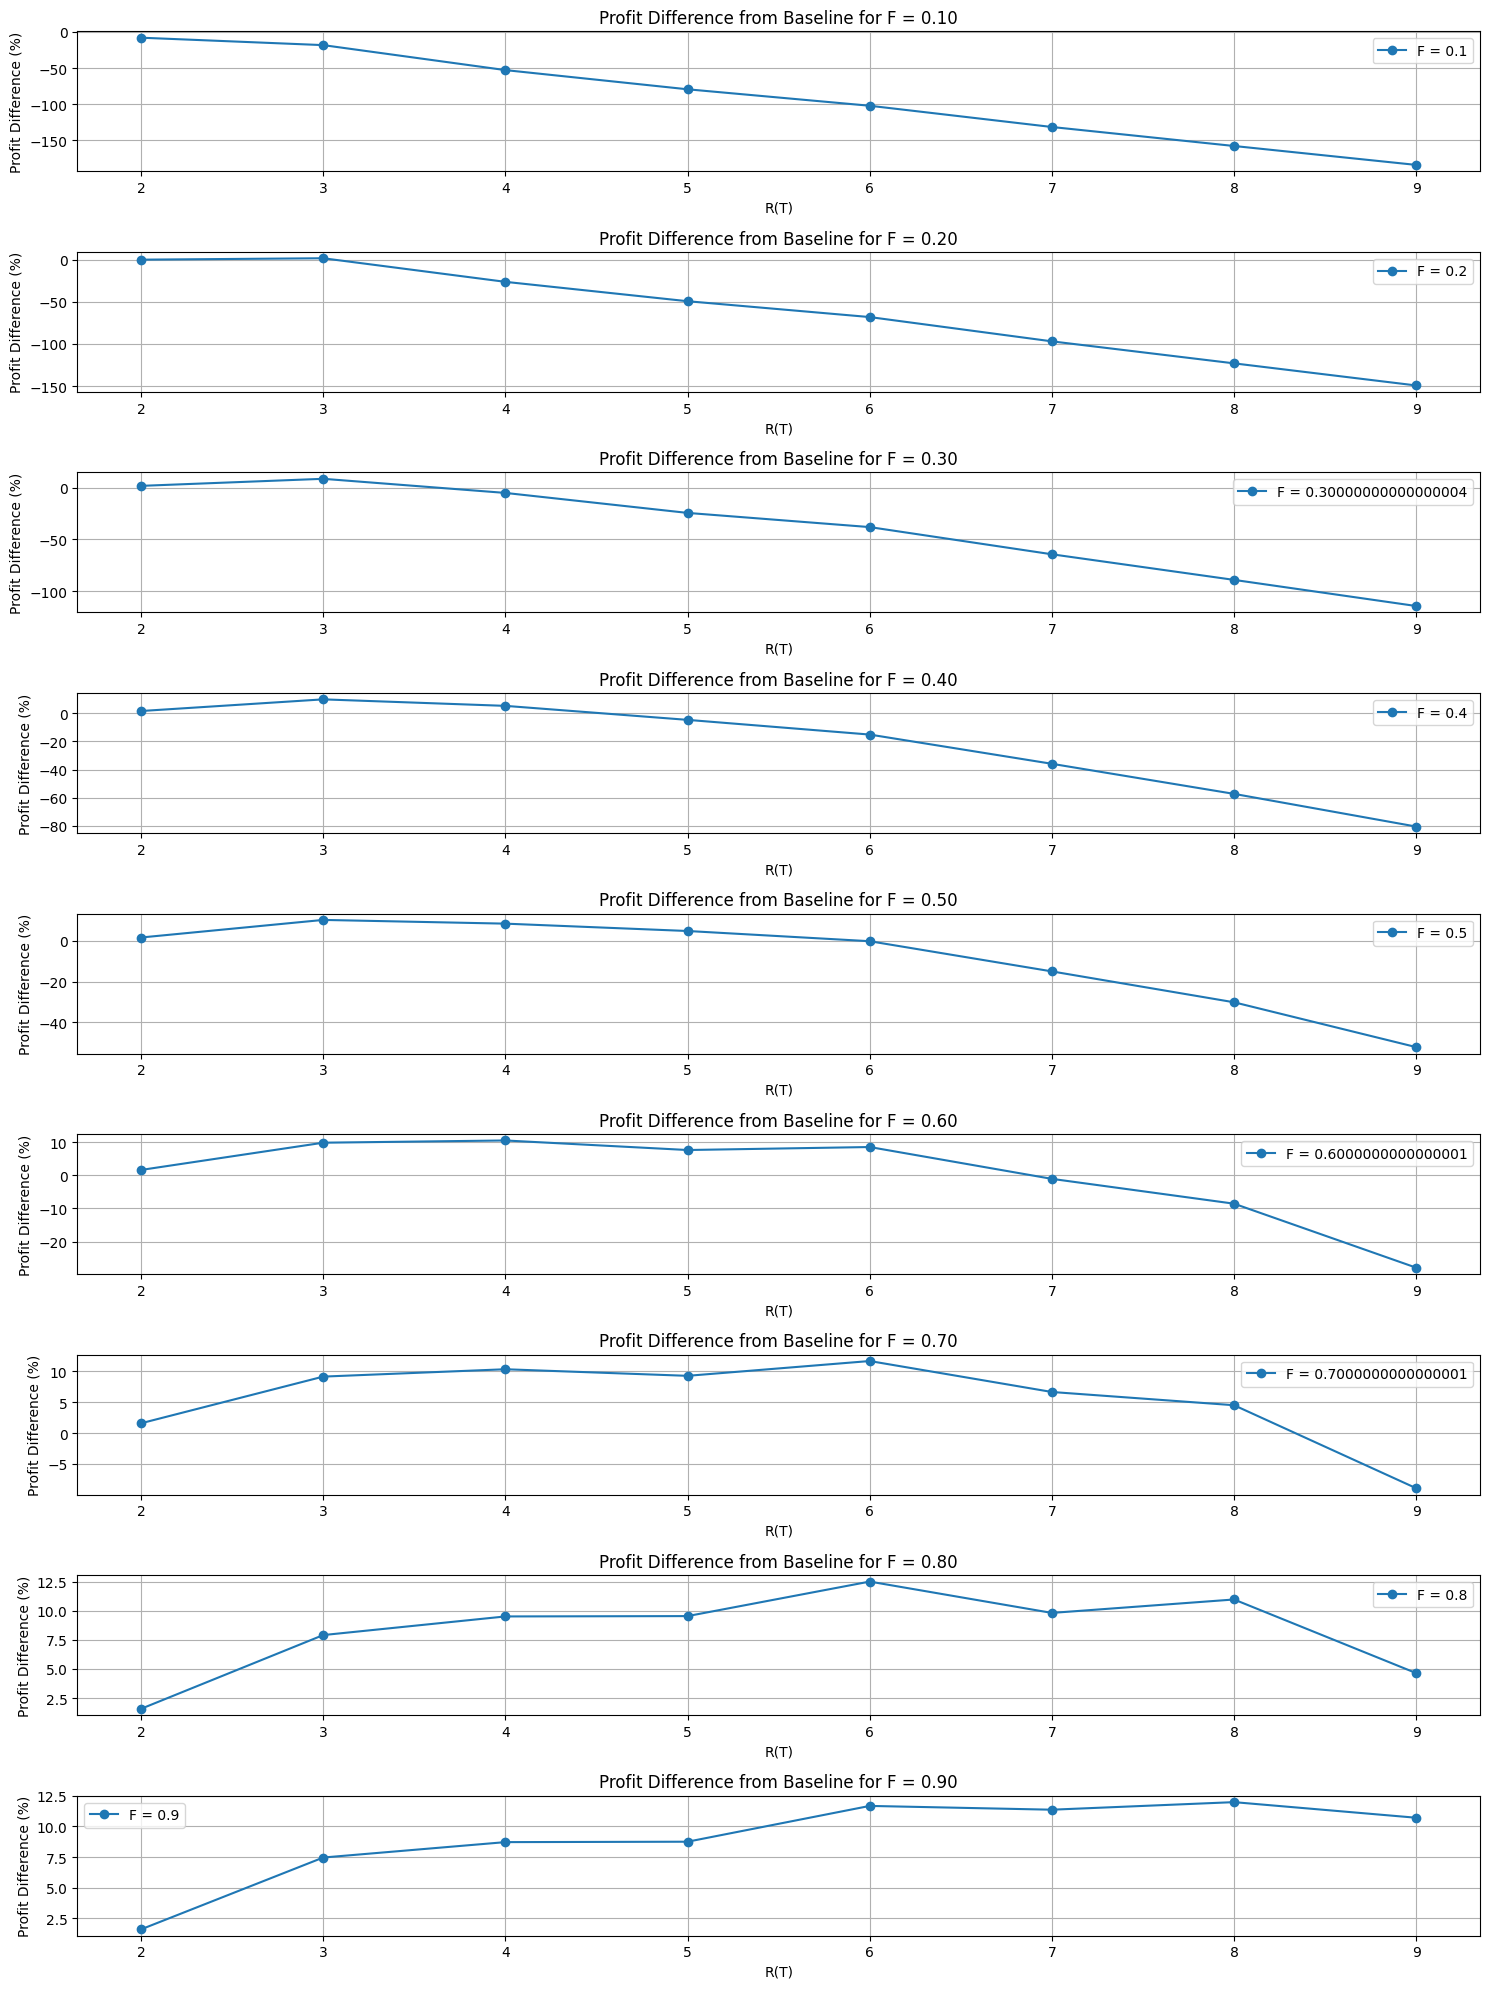 Profit Difference from Baseline for F = 0.10
Profit Difference (%)
0
−50
−100
−150
F = 0.1
2 3 4 5 6 7 8 9
R(T)
Profit Difference from Baseline for F = 0.20
Profit Difference (%)
0
−50
−100
−150
F = 0.2
2 3 4 5 6 7 8 9
R(T)
Profit Difference from Baseline for F = 0.30
Profit Difference (%)
0
−50
−100
F = 0.30000000000000004
2 3 4 5 6 7 8 9
R(T)
Profit Difference from Baseline for F = 0.40
Profit Difference (%)
0
−20
−40
−60
−80
F = 0.4
2 3 4 5 6 7 8 9
R(T)
Profit Difference from Baseline for F = 0.50
Profit Difference (%)
0
−20
−40
F = 0.5
2 3 4 5 6 7 8 9
R(T)
Profit Difference from Baseline for F = 0.60
Profit Difference (%)
10
0
−10
−20
F = 0.6000000000000001
2 3 4 5 6 7 8 9
R(T)
Profit Difference from Baseline for F = 0.70
Profit Difference (%)
10
5
0
−5
F = 0.7000000000000001
2 3 4 5 6 7 8 9
R(T)
Profit Difference from Baseline for F = 0.80
Profit Difference (%)
12.5
10.0
7.5
5.0
2.5
F = 0.8
2 3 4 5 6 7 8 9
R(T)
Profit Difference from Baseline for F = 0.90
Profit Difference (%)
12.5
10.0
7.5
5.0
2.5
F = 0.9
2 3 4 5 6 7 8 9
R(T)